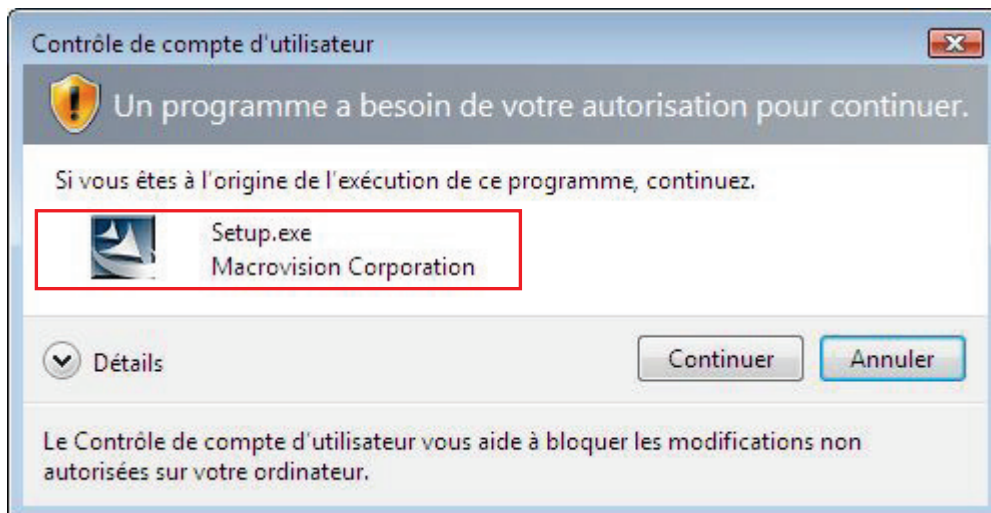 Contrôle de compte d'utilisateur
Un programme a besoin de votre autorisation pour continuer.
Si vous êtes à l'origine de l'exécution de ce programme, continuez.
Setup.exe
Macrovision Corporation
Détails
Continuer
Annuler
Le Contrôle de compte d'utilisateur vous aide à bloquer les modifications non
autorisées sur votre ordinateur.